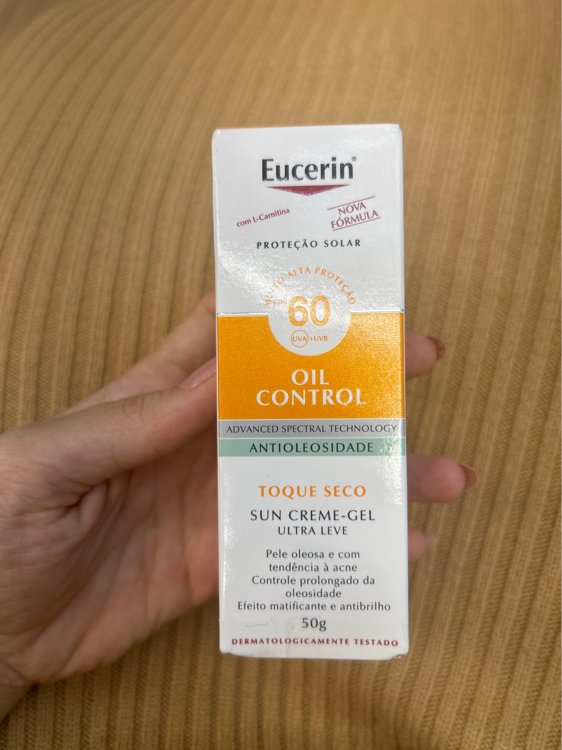 Eucerin®
com L-Carnitina
NOVA
FÓRMULA
PROTEÇÃO SOLAR
MUITO ALTA PROTEÇÃO
FPS 60
UVA+UVB
OIL
CONTROL
ADVANCED SPECTRAL TECHNOLOGY
ANTIOLEOSIDADE
TOQUE SECO
SUN CREME-GEL
ULTRA LEVE
Pele oleosa e com
tendência à acne
Controle prolongado da
oleosidade
Efeito matificante e antibrilho
50g
DERMATOLOGICAMENTE TESTADO